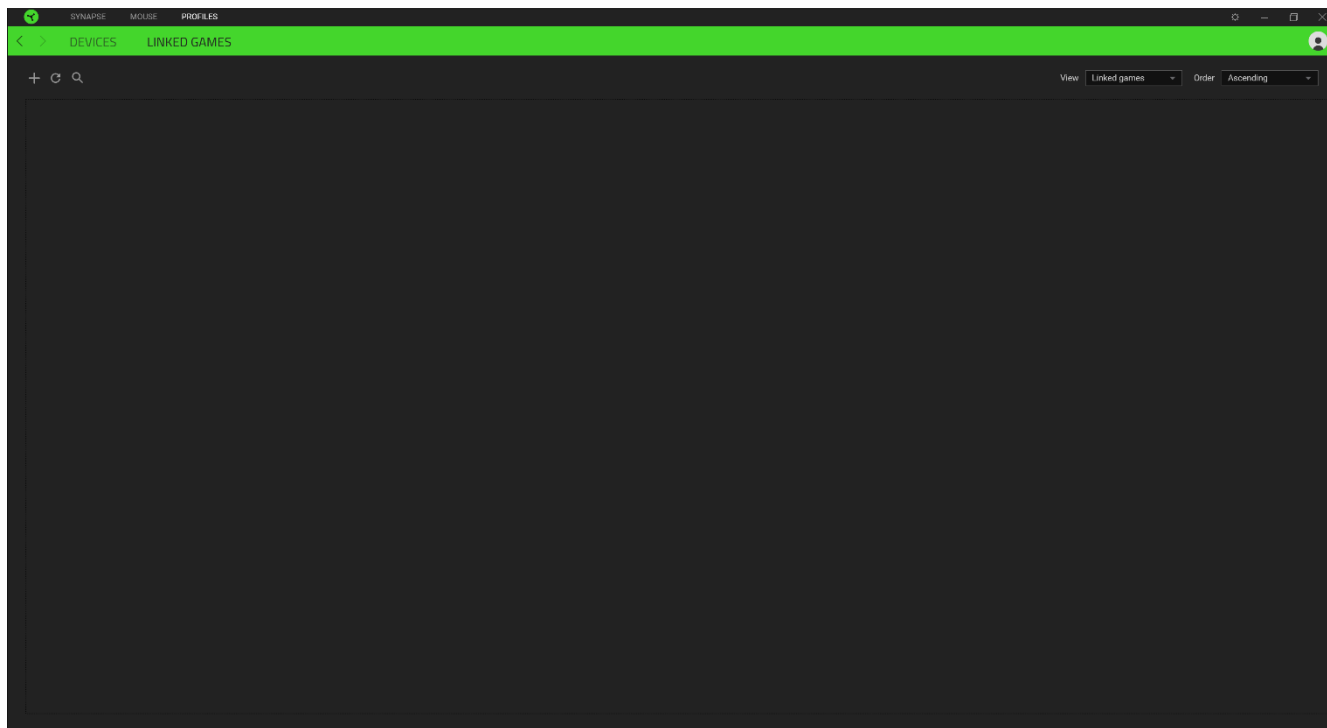 SYNAPSE MOUSE PROFILES
DEVICES LINKED GAMES
View Linked games Order Ascending